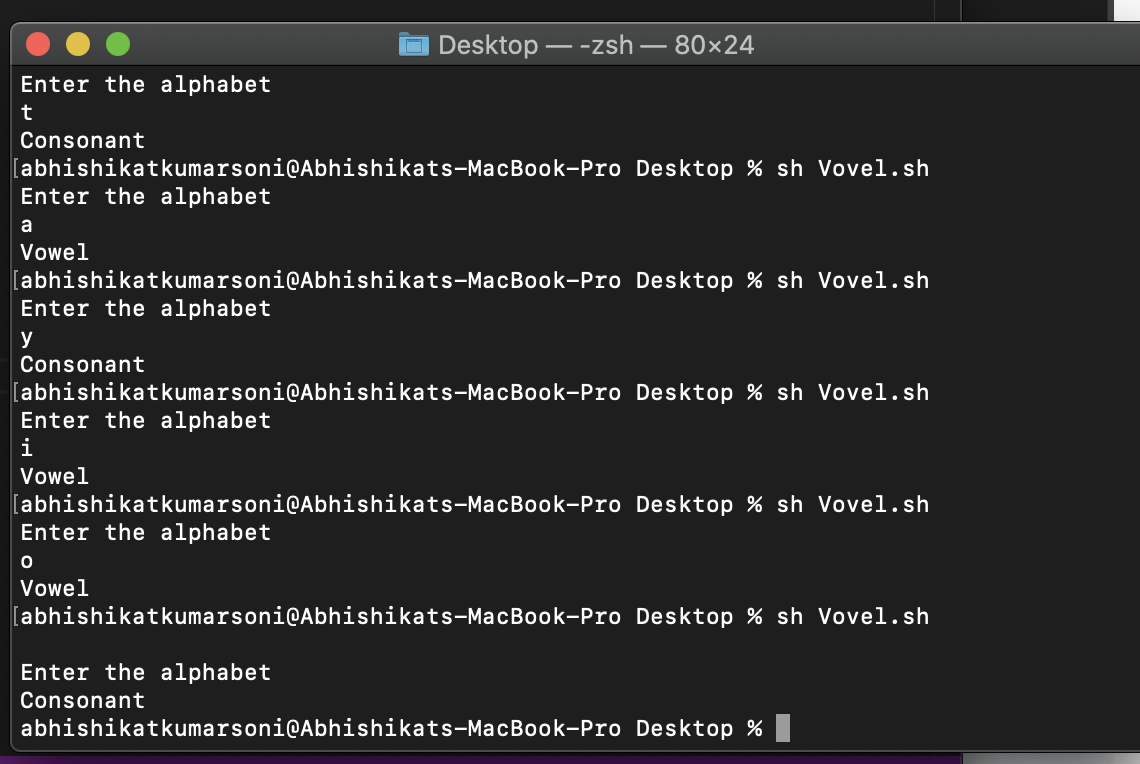 Desktop — -zsh — 80×24
Enter the alphabet
t
Consonant
[abhishikatkumarsoni@Abhishikats-MacBook-Pro Desktop % sh Vovel.sh
Enter the alphabet
a
Vowel
[abhishikatkumarsoni@Abhishikats-MacBook-Pro Desktop % sh Vovel.sh
Enter the alphabet
y
Consonant
[abhishikatkumarsoni@Abhishikats-MacBook-Pro Desktop % sh Vovel.sh
Enter the alphabet
i
Vowel
[abhishikatkumarsoni@Abhishikats-MacBook-Pro Desktop % sh Vovel.sh
Enter the alphabet
o
Vowel
[abhishikatkumarsoni@Abhishikats-MacBook-Pro Desktop % sh Vovel.sh

Enter the alphabet
Consonant
abhishikatkumarsoni@Abhishikats-MacBook-Pro Desktop %